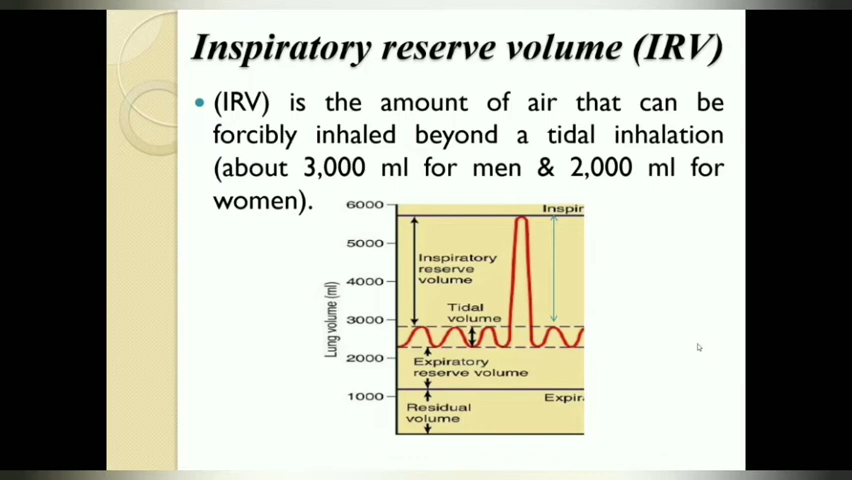 Inspiratory reserve volume (IRV)
• (IRV) is the amount of air that can be
forcibly inhaled beyond a tidal inhalation
(about 3,000 ml for men & 2,000 ml for
women).
6000
Inspir
5000
Inspiratory
reserve
volume
4000
Tidal
volume
3000
Lung volume (ml)
2000
Expiratory
reserve volume
1000
Expir
Residual
volume